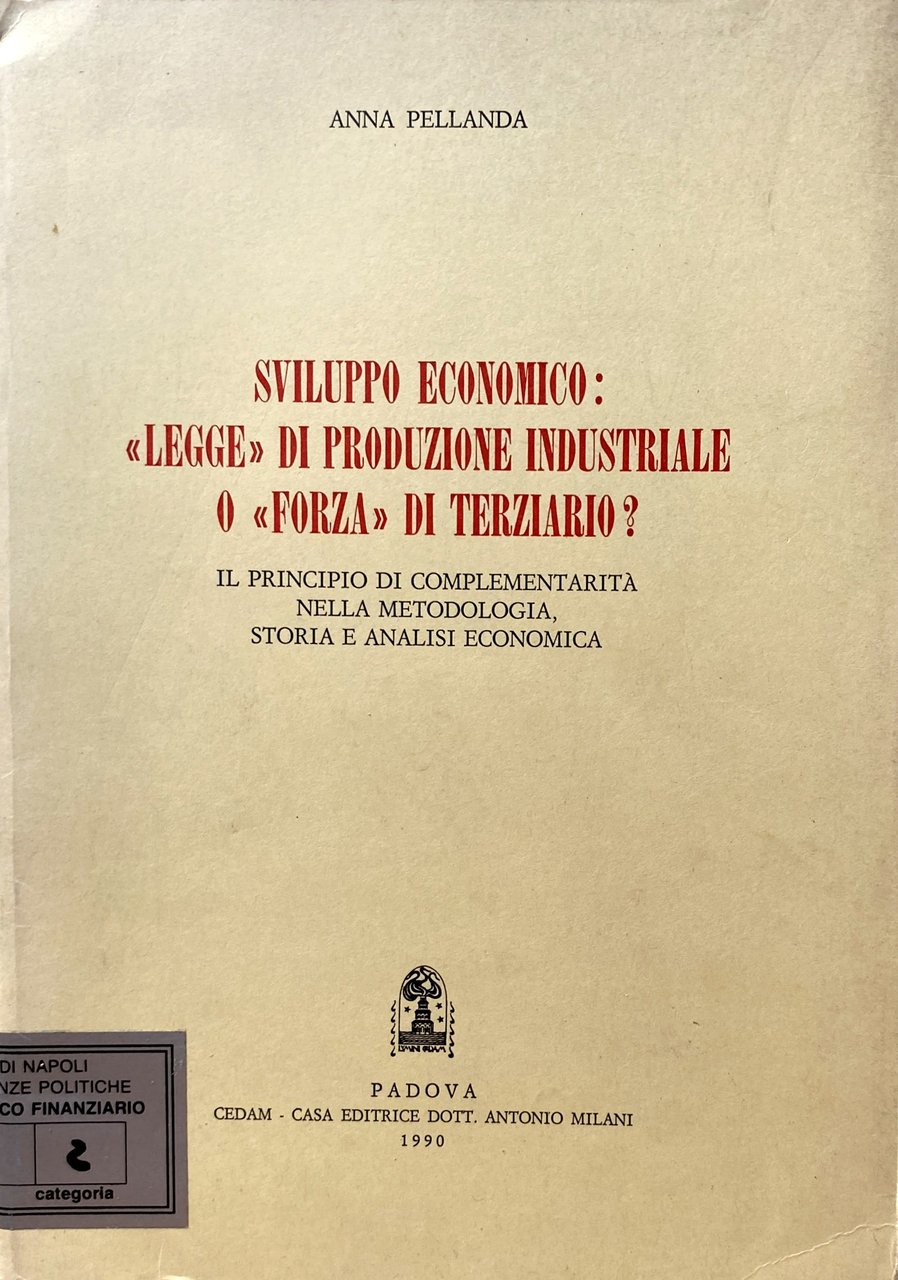 ANNA PELLANDA
SVILUPPO ECONOMICO:
«LEGGE» DI PRODUZIONE INDUSTRIALE
O «FORZA» DI TERZIARIO?
IL PRINCIPIO DI COMPLEMENTARITÀ
NELLA METODOLOGIA,
STORIA E ANALISI ECONOMICA
PADOVA
CEDAM - CASA EDITRICE DOTT. ANTONIO MILANI
1990
DI NAPOLI
NZE POLITICHE
CO FINANZIARIO
categoria